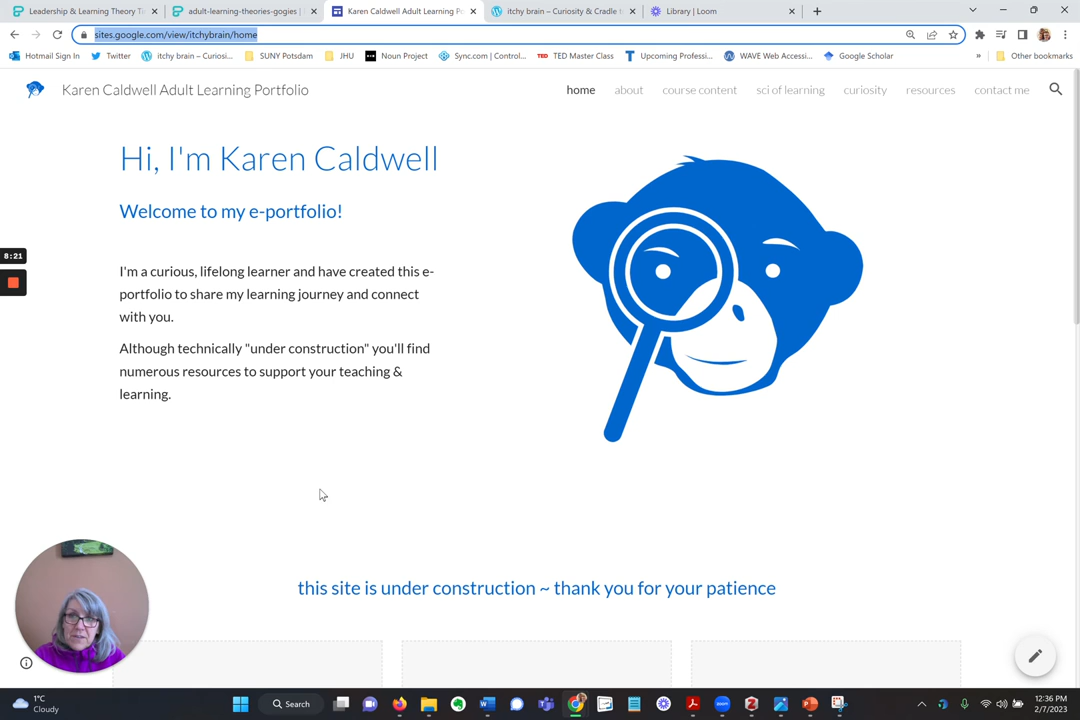 Leadership & Learning Theory Ti
adult-learning-theories-gogies |
Karen Caldwell Adult Learning P
itchy brain – Curiosity & Cradle t
Library | Loom
sites.google.com/view/itchybrain/home
Hotmail Sign In
Twitter
itchy brain – Curiosi...
SUNY Potsdam
JHU
Noun Project
Sync.com | Control...
TED Master Class
Upcoming Professi...
WAVE Web Accessi...
Google Scholar
»
Other bookmarks
Karen Caldwell Adult Learning Portfolio
home
about
course content
sci of learning
curiosity
resources
contact me
Hi, I'm Karen Caldwell
Welcome to my e-portfolio!
8:21
I'm a curious, lifelong learner and have created this e-
portfolio to share my learning journey and connect
with you.
Although technically "under construction" you'll find
numerous resources to support your teaching &
learning.
this site is under construction ~ thank you for your patience
1°C
Cloudy
Search
12:36 PM
2/7/2023